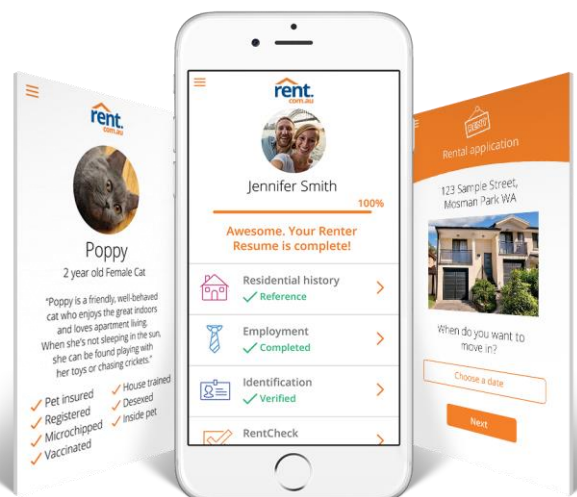 rent.
com.au
Poppy
2 year old Female Cat
"Poppy is a friendly, well-behaved
cat who enjoys the great indoors
and loves apartment living.
When she's not sleeping in the sun,
she can be found playing with
her toys or chasing crickets."
Pet insured
Registered
Microchipped
Vaccinated
House trained
Desexed
Inside pet
rent.
com.au
Jennifer Smith
100%
Awesome. Your Renter
Resume is complete!
Residential history
Reference
Employment
Completed
Identification
Verified
RentCheck
Rental application
123 Sample Street,
Mosman Park WA
When do you want to
move in?
Choose a date
Next